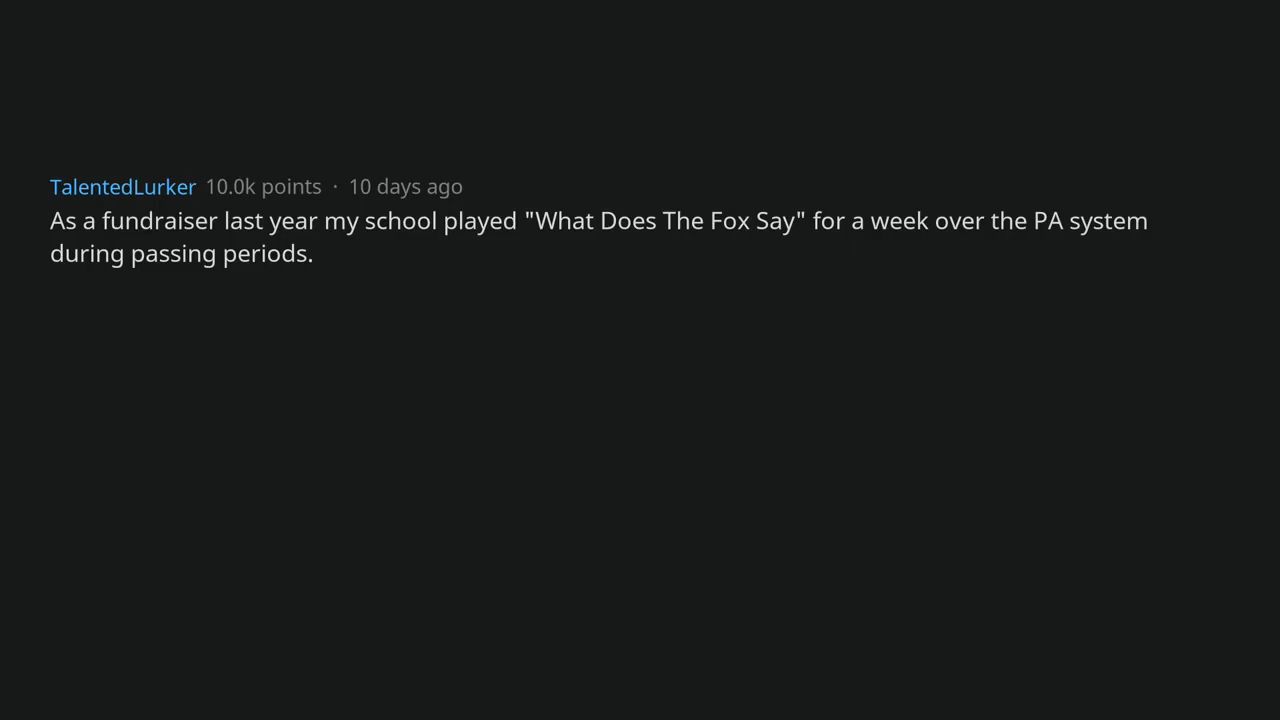 TalentedLurker 10.0k points · 10 days ago
As a fundraiser last year my school played "What Does The Fox Say" for a week over the PA system
during passing periods.